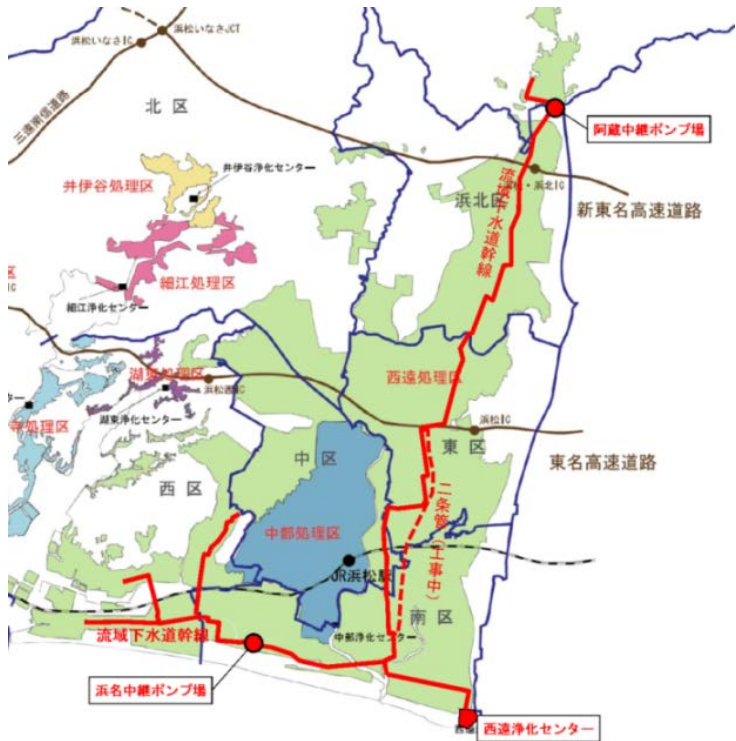 浜松いなさJCT
浜松いなさIC
三遠南信道路
北区
阿蔵中継ポンプ場
井伊谷浄化センター
井伊谷処理区
浜北区
新東名高速道路
流域下水道幹線
細江処理区
細江浄化センター
湖東処理区
西遠処理区
浜松西IC
湖東浄化センター
浜松IC
中区
東区
東名高速道路
西区
二条管(工事中)
中部処理区
JR浜松駅
南区
流域下水道幹線
中部浄化センター
浜名中継ポンプ場
西遠浄化センター